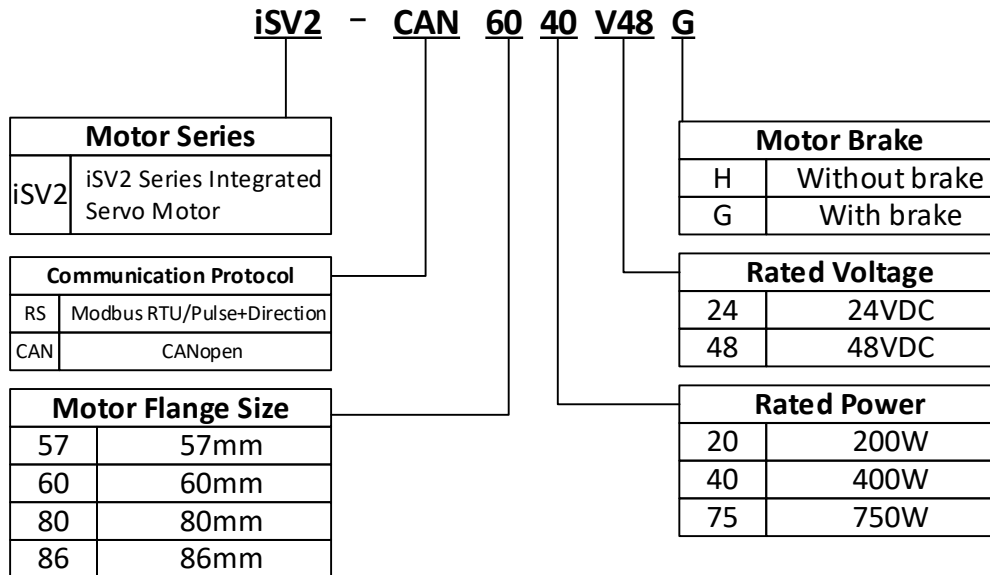 iSV2 - CAN 60 40 V48 G
Motor Series
iSV2 iSV2 Series Integrated
Servo Motor
Communication Protocol
RS Modbus RTU/Pulse+Direction
CAN CANopen
Motor Flange Size
57 57mm
60 60mm
80 80mm
86 86mm
Motor Brake
H Without brake
G With brake
Rated Voltage
24 24VDC
48 48VDC
Rated Power
20 200W
40 400W
75 750W